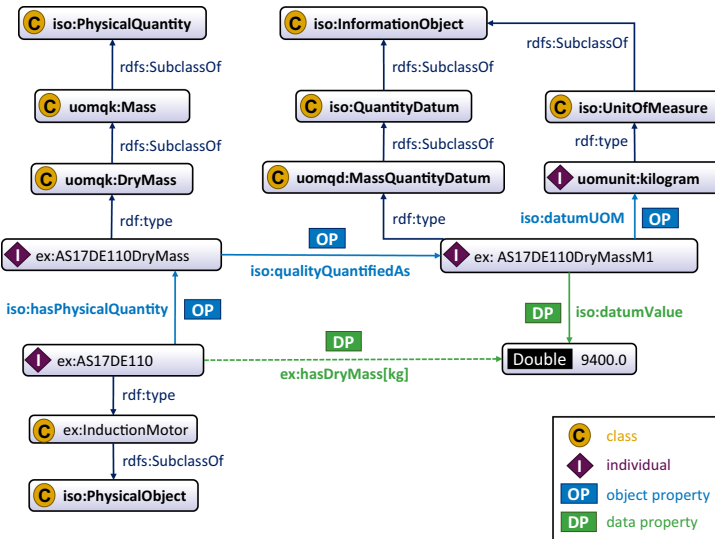 C iso:PhysicalQuantity
C iso:InformationObject
rdfs:SubclassOf
rdfs:SubclassOf
rdfs:SubclassOf
C uomqk:Mass
C iso:QuantityDatum
C iso:UnitOfMeasure
rdfs:SubclassOf
rdfs:SubclassOf
rdf:type
C uomqk:DryMass
C uomqd:MassQuantityDatum
I uomunit:kilogram
rdf:type
rdf:type
iso:datumUOM OP
OP
I ex:AS17DE110DryMass
I ex: AS17DE110DryMassM1
iso:qualityQuantifiedAs
iso:hasPhysicalQuantity OP
DP iso:datumValue
DP
I ex:AS17DE110
Double 9400.0
ex:hasDryMass[kg]
rdf:type
C ex:InductionMotor
rdfs:SubclassOf
C iso:PhysicalObject
C class
I individual
OP object property
DP data property